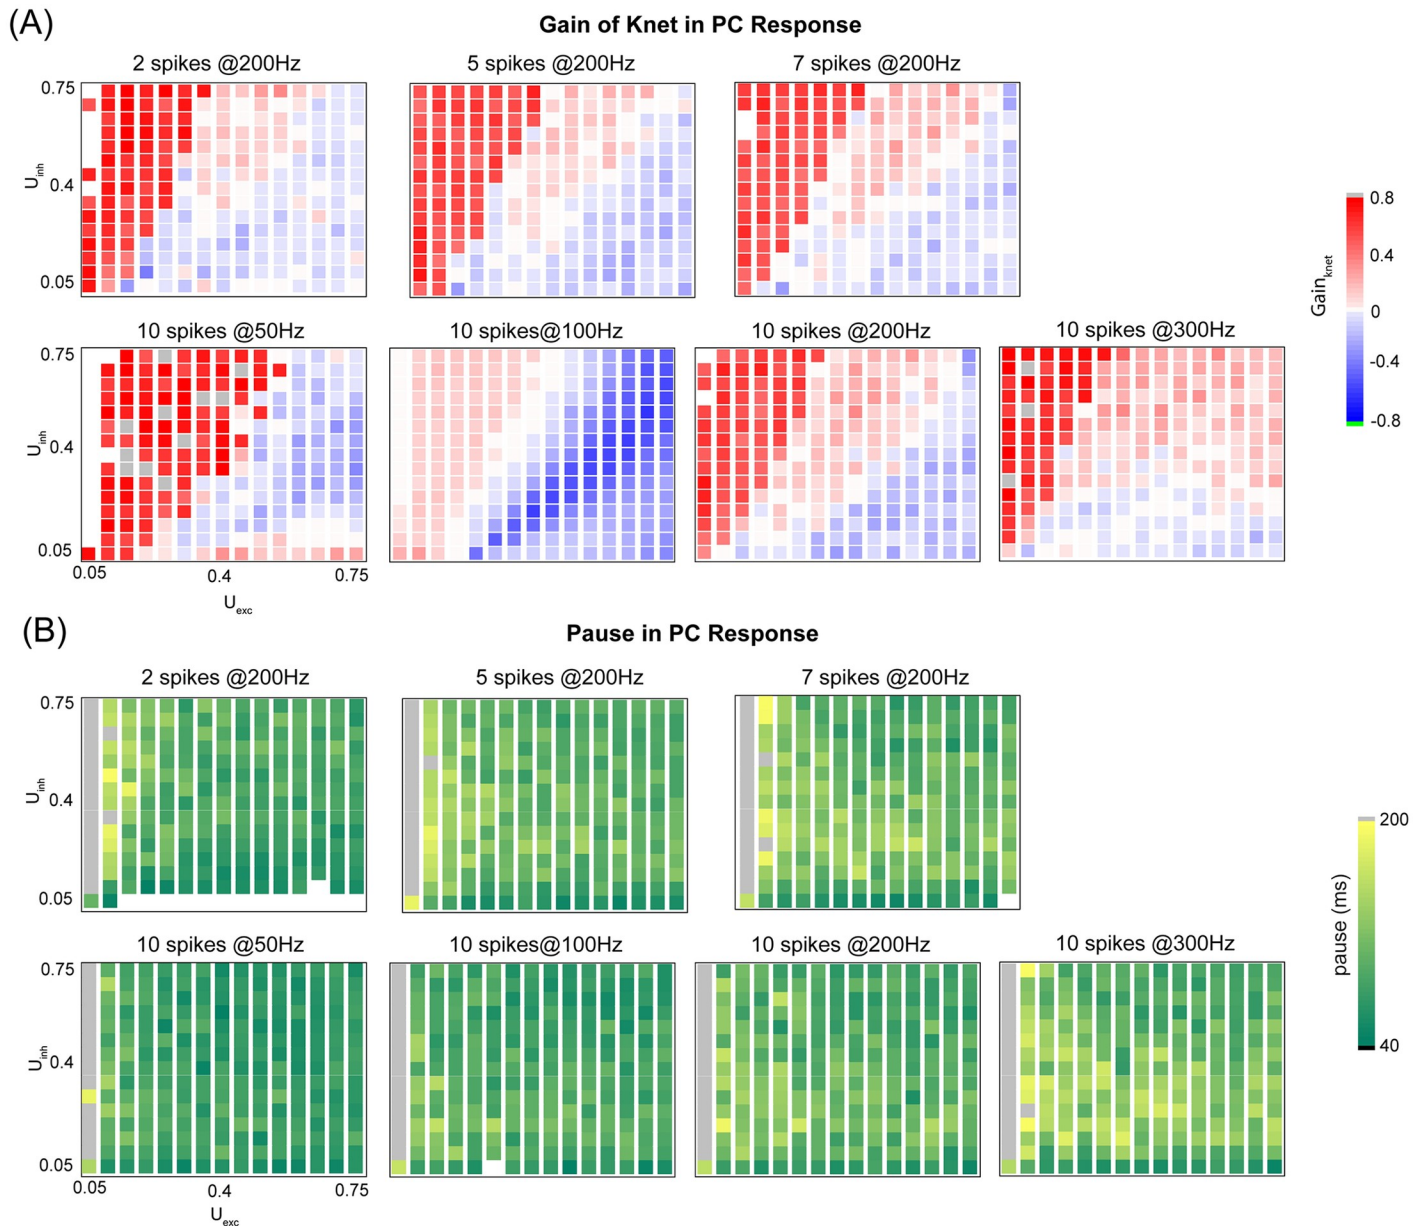 (A)
Gain of Knet in PC Response
2 spikes @200Hz
5 spikes @200Hz
7 spikes @200Hz
0.75
U_inh
0.4
0.05
10 spikes @50Hz
10 spikes@100Hz
10 spikes @200Hz
10 spikes @300Hz
0.75
U_inh
0.4
0.05
0.05
0.4
0.75
U_exc
0.8
0.4
0
-0.4
-0.8
Gain_knet
(B)
Pause in PC Response
2 spikes @200Hz
5 spikes @200Hz
7 spikes @200Hz
0.75
U_inh
0.4
0.05
10 spikes @50Hz
10 spikes@100Hz
10 spikes @200Hz
10 spikes @300Hz
0.75
U_inh
0.4
0.05
0.05
0.4
0.75
U_exc
200
pause (ms)
40